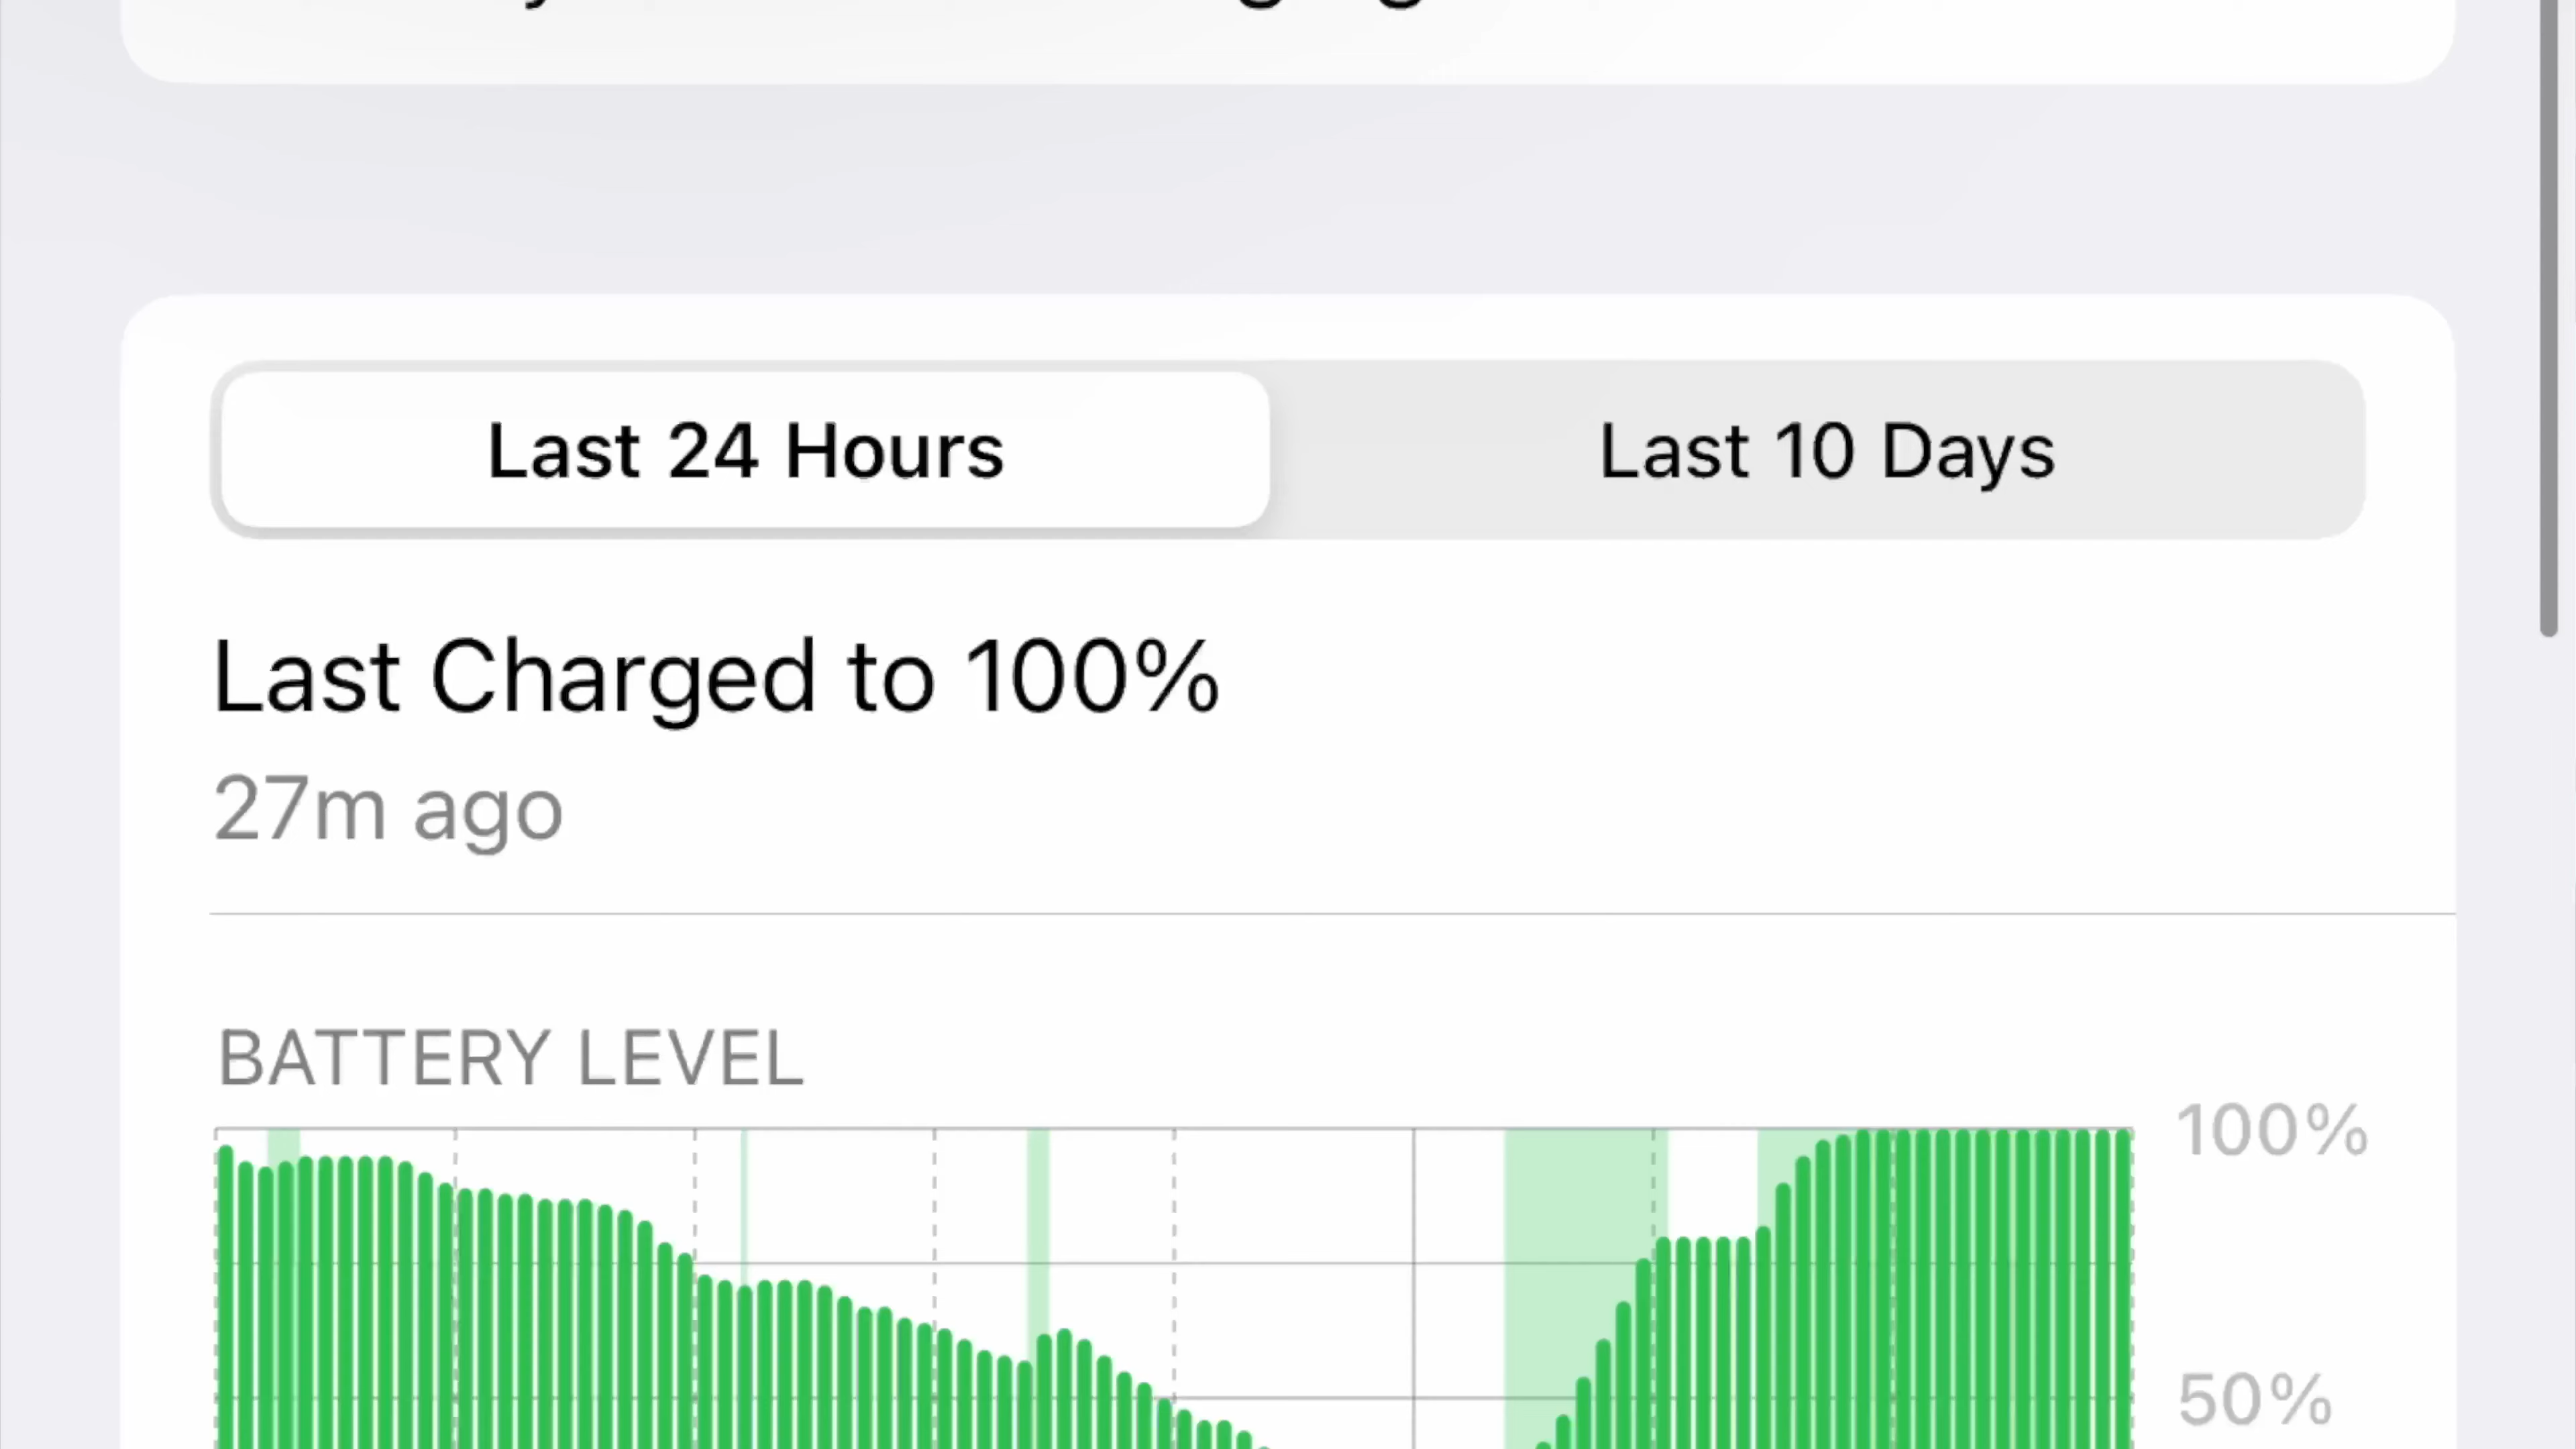 Last 24 Hours
Last 10 Days
Last Charged to 100%
27m ago
BATTERY LEVEL
100%
50%